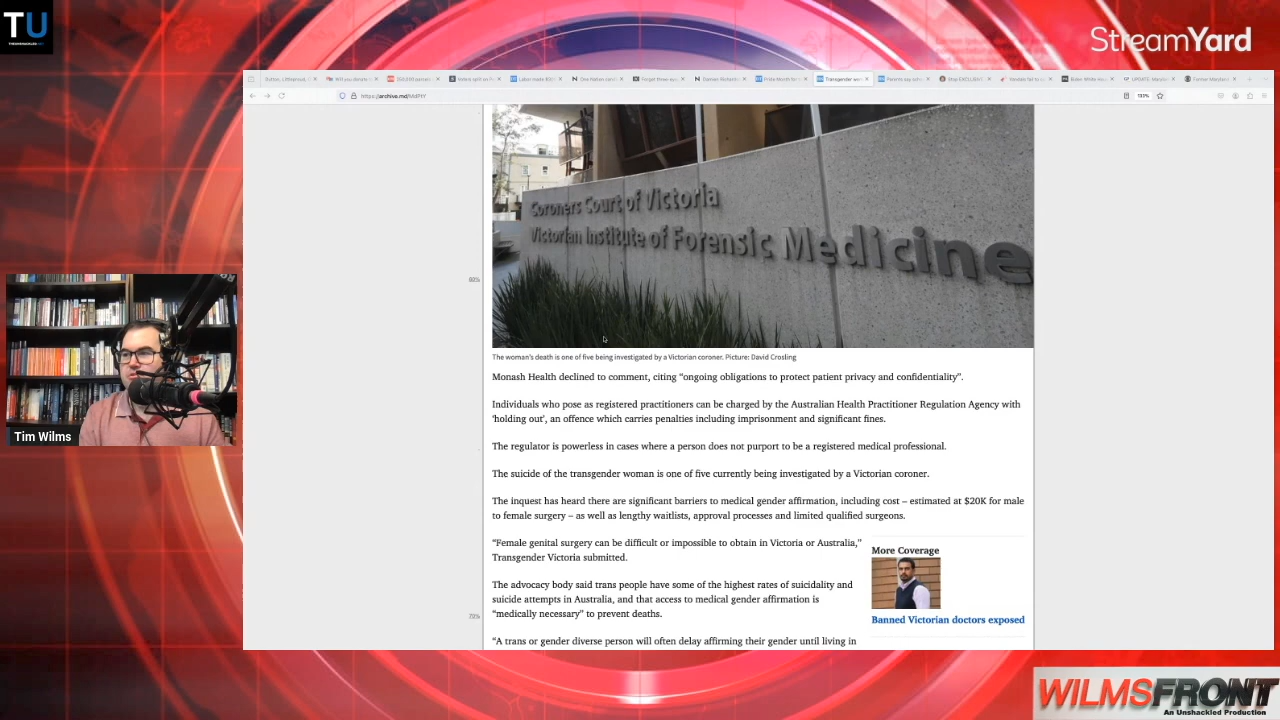 TU
StreamYard
https://archive.md/MdPtY
Coroners Court of Victoria
Victorian Institute of Forensic Medicine
60%
The woman's death is one of five being investigated by a Victorian coroner. Picture: David Crosling
Monash Health declined to comment, citing “ongoing obligations to protect patient privacy and confidentiality”.
Individuals who pose as registered practitioners can be charged by the Australian Health Practitioner Regulation Agency with
‘holding out’, an offence which carries penalties including imprisonment and significant fines.
The regulator is powerless in cases where a person does not purport to be a registered medical professional.
The suicide of the transgender woman is one of five currently being investigated by a Victorian coroner.
The inquest has heard there are significant barriers to medical gender affirmation, including cost – estimated at $20K for male
to female surgery – as well as lengthy waitlists, approval processes and limited qualified surgeons.
“Female genital surgery can be difficult or impossible to obtain in Victoria or Australia,”
Transgender Victoria submitted.
The advocacy body said trans people have some of the highest rates of suicidality and
suicide attempts in Australia, and that access to medical gender affirmation is
“medically necessary” to prevent deaths.
“A trans or gender diverse person will often delay affirming their gender until living in
More Coverage
Banned Victorian doctors exposed
70%
Tim Wilms
WILMSFRONT
An Unshackled Production